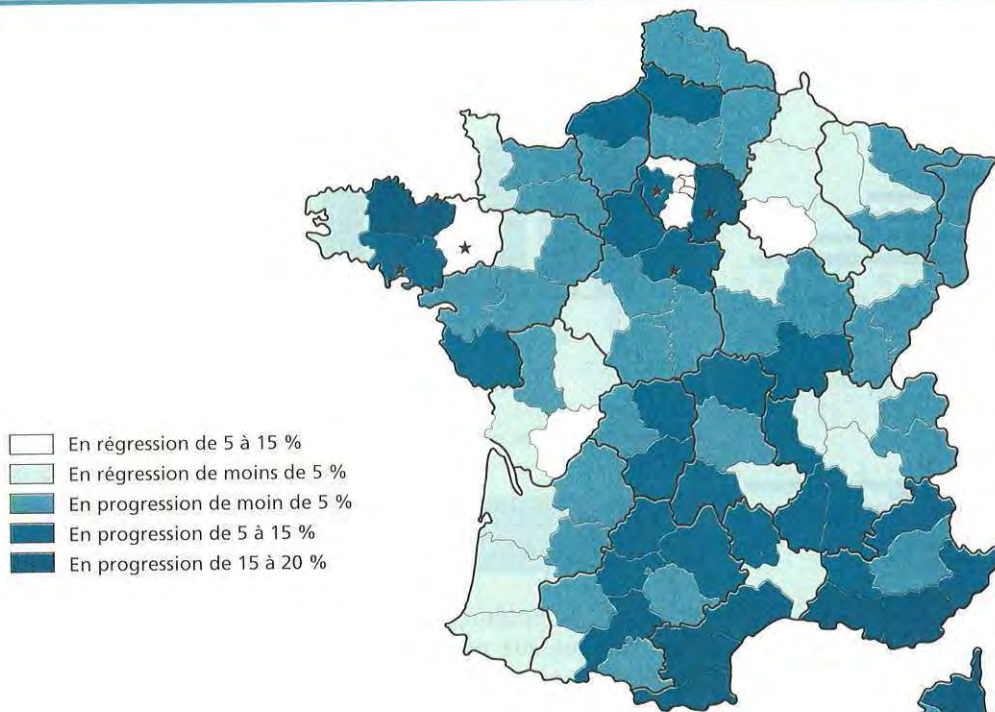 En régression de 5 à 15 %
En régression de moins de 5 %
En progression de moin de 5 %
En progression de 5 à 15 %
En progression de 15 à 20 %